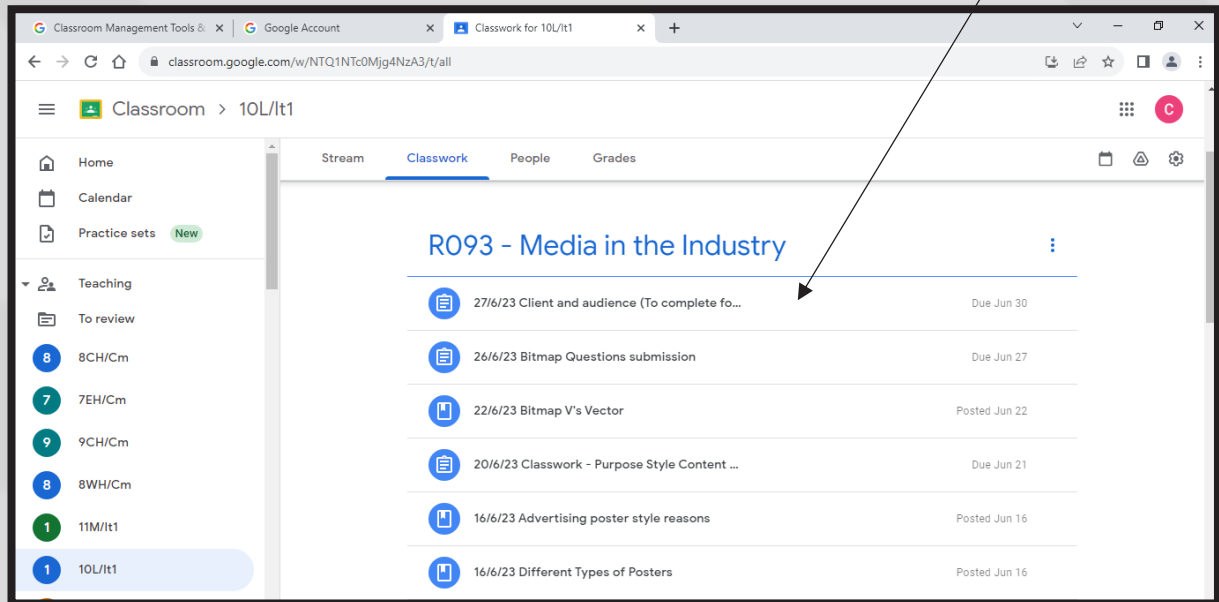 Classroom Management Tools &
Google Account
Classwork for 10L/It1
classroom.google.com/w/NTQ1NTc0Mjg4NzA3/t/all
Classroom > 10L/It1
C
Home
Calendar
Practice sets New
Teaching
To review
8 8CH/Cm
7 7EH/Cm
9 9CH/Cm
8 8WH/Cm
1 11M/It1
1 10L/It1
Stream Classwork People Grades
R093 - Media in the Industry
27/6/23 Client and audience (To complete fo... Due Jun 30
26/6/23 Bitmap Questions submission Due Jun 27
22/6/23 Bitmap V's Vector Posted Jun 22
20/6/23 Classwork - Purpose Style Content ... Due Jun 21
16/6/23 Advertising poster style reasons Posted Jun 16
16/6/23 Different Types of Posters Posted Jun 16